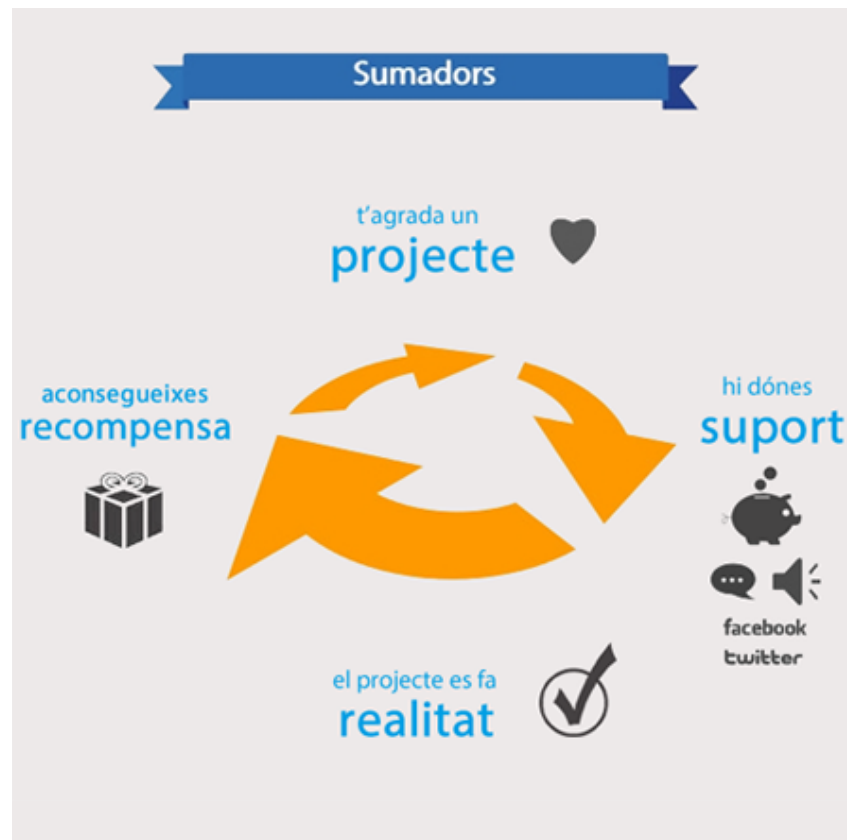 Sumadors
t'agrada un
projecte
aconsegueixes
recompensa
hi dónes
suport
facebook
twitter
el projecte es fa
realitat